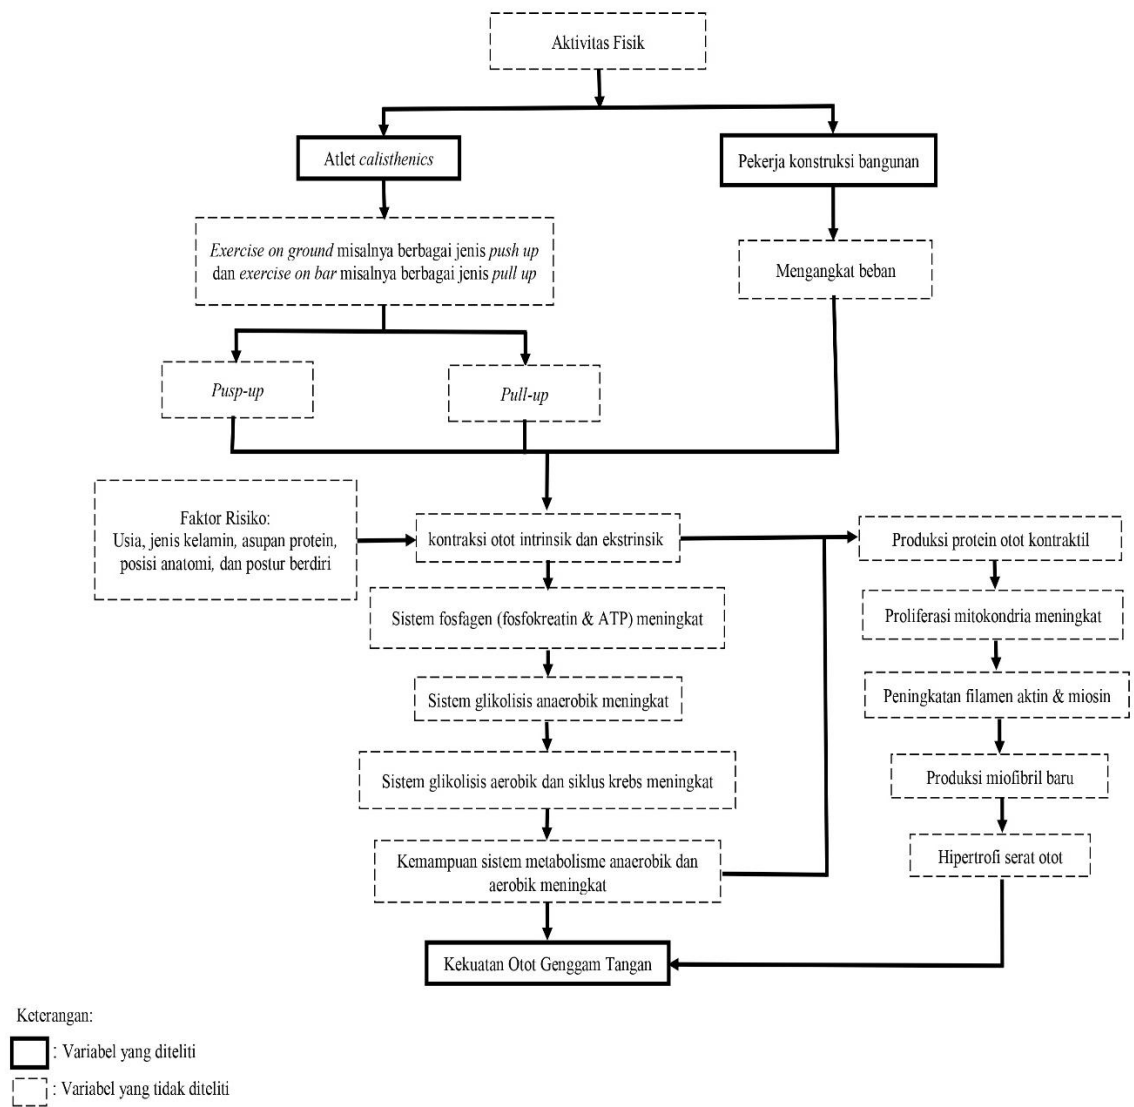 Aktivitas Fisik
Atlet calisthenics
Pekerja konstruksi bangunan
Exercise on ground misalnya berbagai jenis push up
dan exercise on bar misalnya berbagai jenis pull up
Mengangkat beban
Pusp-up
Pull-up
Faktor Risiko:
Usia, jenis kelamin, asupan protein,
posisi anatomi, dan postur berdiri
kontraksi otot intrinsik dan ekstrinsik
Produksi protein otot kontraktil
Sistem fosfagen (fosfokreatin & ATP) meningkat
Proliferasi mitokondria meningkat
Sistem glikolisis anaerobik meningkat
Peningkatan filamen aktin & miosin
Sistem glikolisis aerobik dan siklus krebs meningkat
Produksi miofibril baru
Kemampuan sistem metabolisme anaerobik dan
aerobik meningkat
Hipertrofi serat otot
Kekuatan Otot Genggam Tangan
Keterangan:
: Variabel yang diteliti
: Variabel yang tidak diteliti